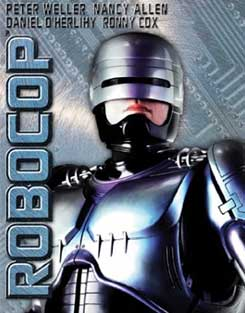 PETER WELLER NANCY ALLEN
DANIEL O'HERLIHY RONNY COX
ROBOCOP